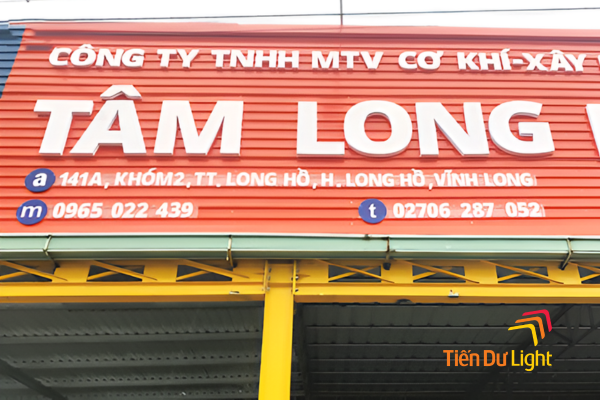 CÔNG TY TNHH MTV CƠ KHÍ-XÂY
TÂM LONG
a 141A, KHÓM2, TT. LONG HỒ, H. LONG HỒ, VĨNH LONG
m 0965 022 439 t 02706 287 052
Tiến Dư Light